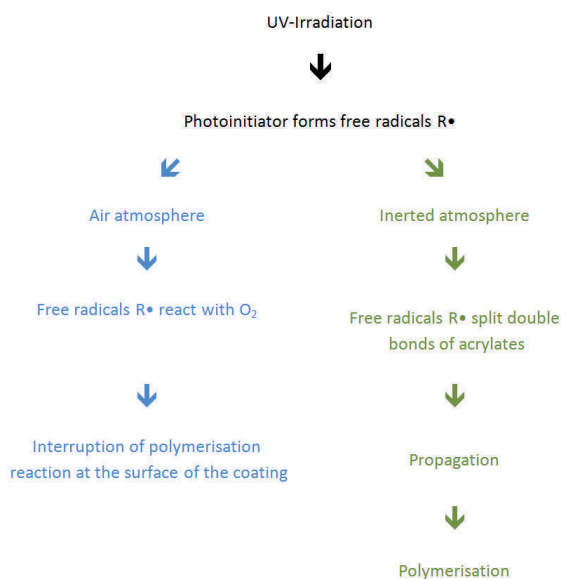 UV-Irradiation
Photoinitiator forms free radicals R•
Air atmosphere
Inerted atmosphere
Free radicals R• react with O₂
Free radicals R• split double
bonds of acrylates
Interruption of polymerisation
reaction at the surface of the coating
Propagation
Polymerisation